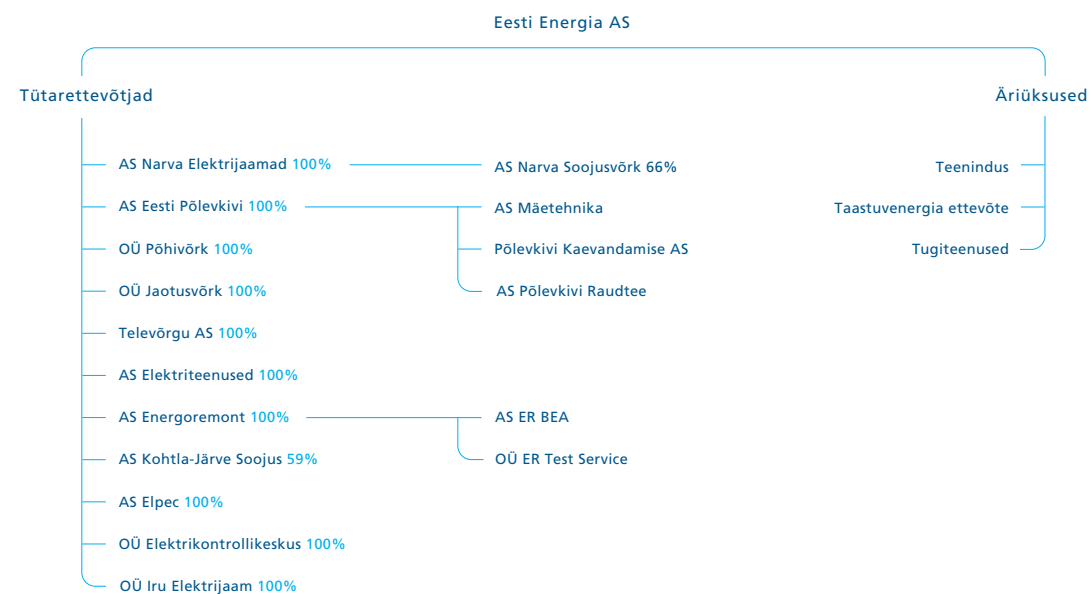 Eesti Energia AS
Tütarettevõtjad
Äriüksused
AS Narva Elektrijaamad 100%
AS Narva Soojusvõrk 66%
Teenindus
AS Eesti Põlevkivi 100%
AS Mäetehnika
Taastuvenergia ettevõte
OÜ Põhivõrk 100%
Põlevkivi Kaevandamise AS
Tugiteenused
OÜ Jaotusvõrk 100%
AS Põlevkivi Raudtee
Televõrgu AS 100%
AS Elektriteenused 100%
AS Energoremont 100%
AS ER BEA
AS Kohtla-Järve Soojus 59%
OÜ ER Test Service
AS Elpec 100%
OÜ Elektrikontrollikeskus 100%
OÜ Iru Elektrijaam 100%